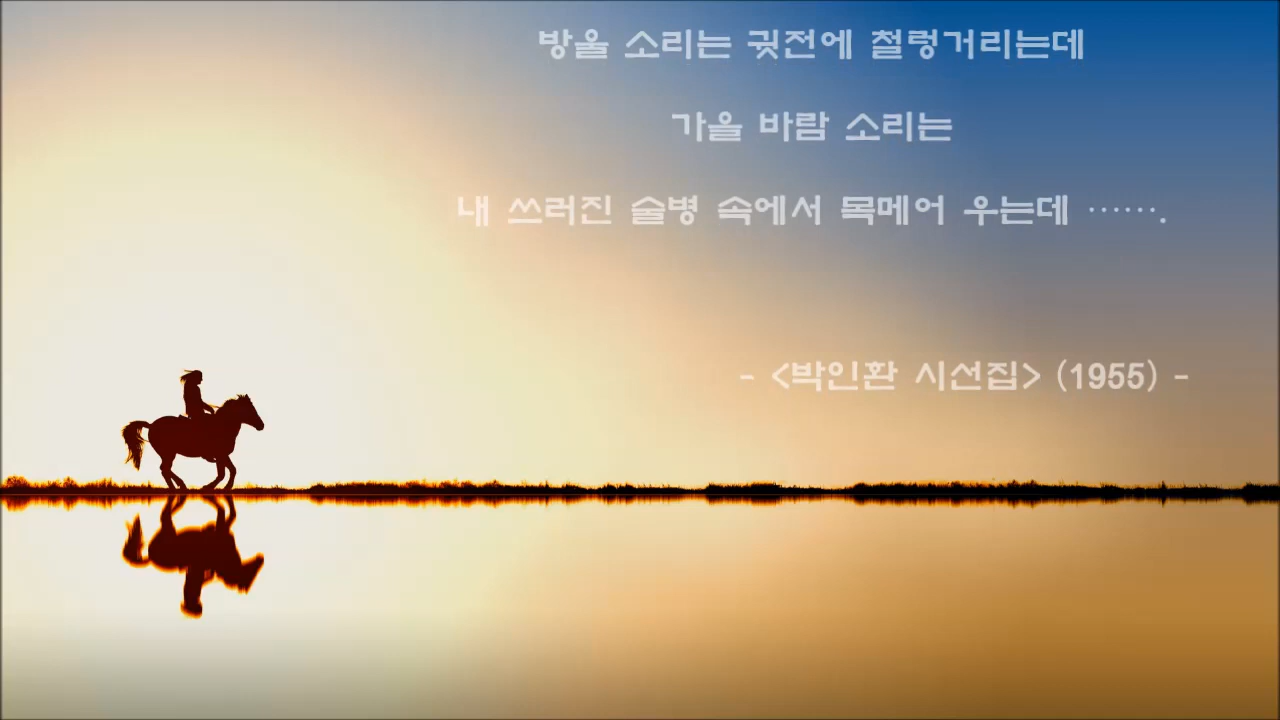 방울 소리는 귓전에 철렁거리는데
가을 바람 소리는
내 쓰러진 술병 속에서 목메어 우는데 …….
- <박인환 시선집> (1955) -